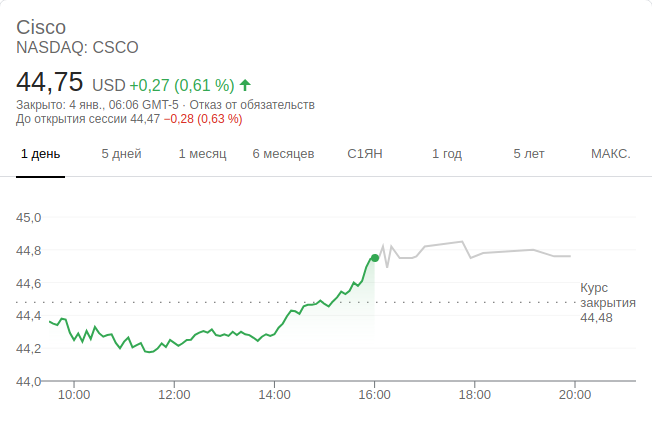 Cisco
NASDAQ: CSCO
44,75 USD +0,27 (0,61 %)
Закрыто: 4 янв., 06:06 GMT-5 · Отказ от обязательств
До открытия сессии 44,47 −0,28 (0,63 %)
1 день 5 дней 1 месяц 6 месяцев С1ЯН 1 год 5 лет МАКС.
45,0
44,8
44,6
Курс
закрытия
44,48
44,4
44,2
44,0
10:00 12:00 14:00 16:00 18:00 20:00